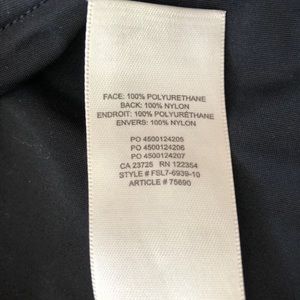 FACE: 100% POLYURETHANE
BACK: 100% NYLON
ENDROIT: 100% POLYURÉTHANE
ENVERS: 100% NYLON
PO 4500124205
PO 4500124206
PO 4500124207
CA 23725 RN 122354
STYLE # FSL7-6939-10
ARTICLE # 75690